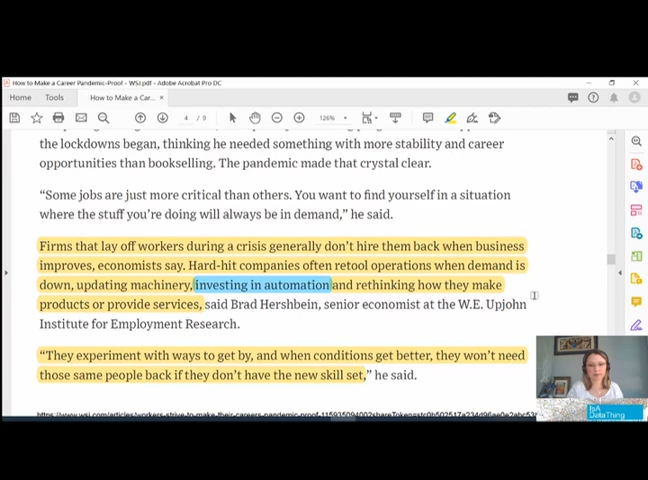 How to Make a Career Pandemic-Proof - WSJ.pdf - Adobe Acrobat Pro DC
Home Tools How to Make a Car... ×
4 / 9 126%
the lockdowns began, thinking he needed something with more stability and career
opportunities than bookselling. The pandemic made that crystal clear.
“Some jobs are just more critical than others. You want to find yourself in a situation
where the stuff you’re doing will always be in demand,” he said.
Firms that lay off workers during a crisis generally don’t hire them back when business
improves, economists say. Hard-hit companies often retool operations when demand is
down, updating machinery, investing in automation and rethinking how they make
products or provide services, said Brad Hershbein, senior economist at the W.E. Upjohn
Institute for Employment Research.
“They experiment with ways to get by, and when conditions get better, they won’t need
those same people back if they don’t have the new skill set,” he said.
IsA
DataThing